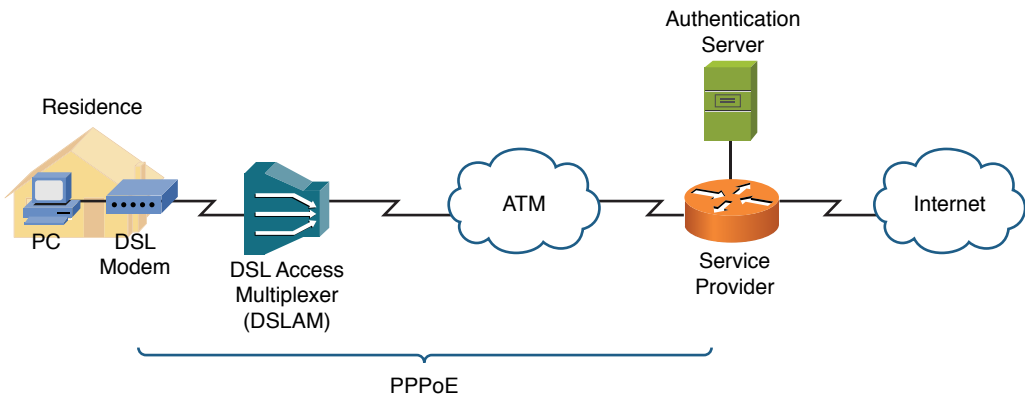 Authentication
Server
Residence
PC
DSL
Modem
DSL Access
Multiplexer
(DSLAM)
ATM
Service
Provider
Internet
PPPoE